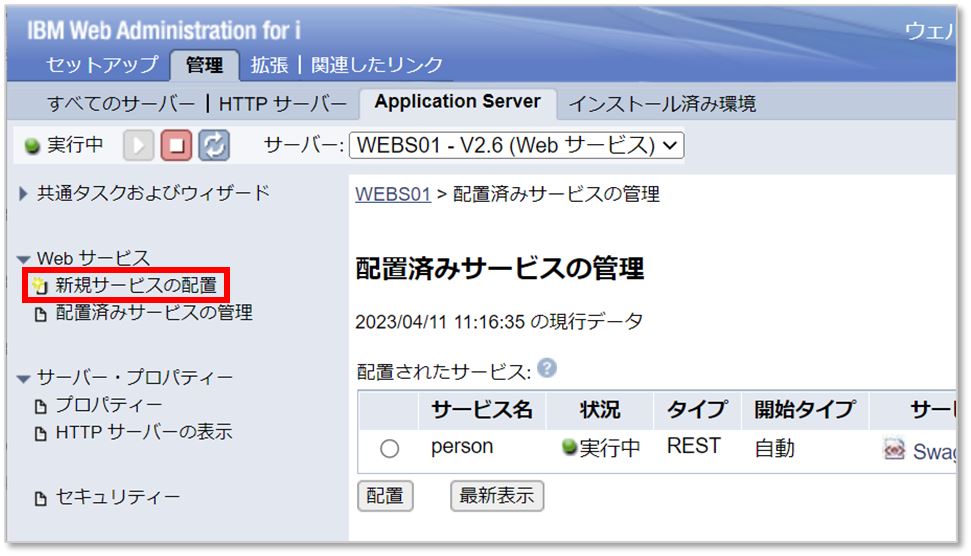 IBM Web Administration for i
ウェル
セットアップ 管理 拡張 | 関連したリンク
すべてのサーバー | HTTP サーバー Application Server インストール済み環境
実行中 サーバー: WEBS01 - V2.6 (Web サービス)
共通タスクおよびウィザード
Web サービス
新規サービスの配置
配置済みサービスの管理
サーバー・プロパティー
プロパティー
HTTP サーバーの表示
セキュリティー
WEBS01 > 配置済みサービスの管理
配置済みサービスの管理
2023/04/11 11:16:35 の現行データ
配置されたサービス: ?
サービス名 状況 タイプ 開始タイプ サー
person 実行中 REST 自動 Swag
配置 最新表示